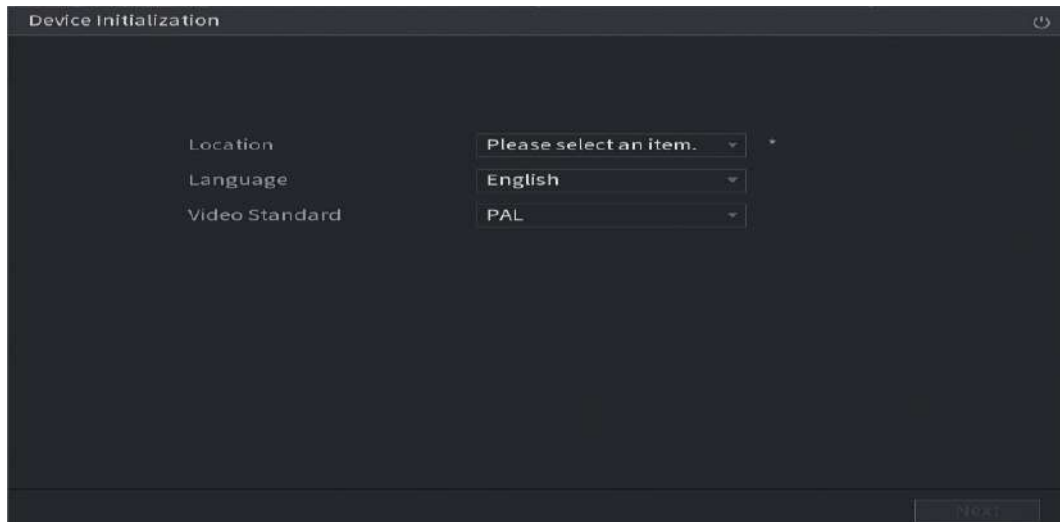 Device Initialization
Location Please select an item. *
Language English
Video Standard PAL
Next